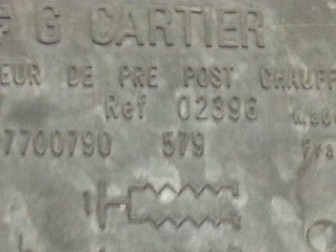 G CARTIER
EUR DE PRE POST CHAUFF
Ref 02396
7700790 579